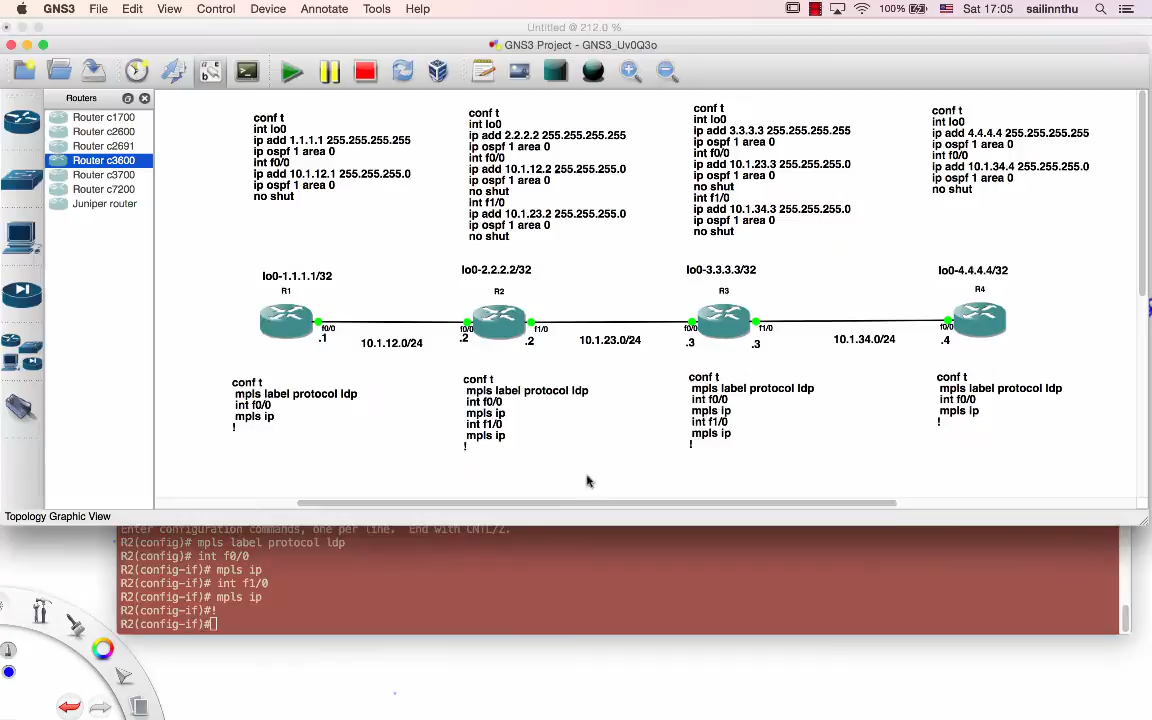 GNS3 File Edit View Control Device Annotate Tools Help
100% Sat 17:05 sailinnthu
Untitled @ 212.0 %
GNS3 Project - GNS3_Uv0Q3o
Routers
Router c1700
Router c2600
Router c2691
Router c3600
Router c3700
Router c7200
Juniper router
conf t
int lo0
ip add 1.1.1.1 255.255.255.255
ip ospf 1 area 0
int f0/0
ip add 10.1.12.1 255.255.255.0
ip ospf 1 area 0
no shut
conf t
int lo0
ip add 2.2.2.2 255.255.255.255
ip ospf 1 area 0
int f0/0
ip add 10.1.12.2 255.255.255.0
ip ospf 1 area 0
no shut
int f1/0
ip add 10.1.23.2 255.255.255.0
ip ospf 1 area 0
no shut
conf t
int lo0
ip add 3.3.3.3 255.255.255.255
ip ospf 1 area 0
int f0/0
ip add 10.1.23.3 255.255.255.0
ip ospf 1 area 0
no shut
int f1/0
ip add 10.1.34.3 255.255.255.0
ip ospf 1 area 0
no shut
conf t
int lo0
ip add 4.4.4.4 255.255.255.255
ip ospf 1 area 0
int f0/0
ip add 10.1.34.4 255.255.255.0
ip ospf 1 area 0
no shut
lo0-1.1.1.1/32
R1
f0/0
.1
10.1.12.0/24
lo0-2.2.2.2/32
R2
f0/0
.2
f1/0
.2
10.1.23.0/24
lo0-3.3.3.3/32
R3
f0/0
.3
f1/0
.3
10.1.34.0/24
lo0-4.4.4.4/32
R4
f0/0
.4
conf t
mpls label protocol ldp
int f0/0
mpls ip
!
conf t
mpls label protocol ldp
int f0/0
mpls ip
int f1/0
mpls ip
!
conf t
mpls label protocol ldp
int f0/0
mpls ip
int f1/0
mpls ip
!
conf t
mpls label protocol ldp
int f0/0
mpls ip
!
Topology Graphic View
Enter configuration commands, one per line. End with CNTL/Z.
R2(config)# mpls label protocol ldp
R2(config)# int f0/0
R2(config-if)# mpls ip
R2(config-if)# int f1/0
R2(config-if)# mpls ip
R2(config-if)#!
R2(config-if)#